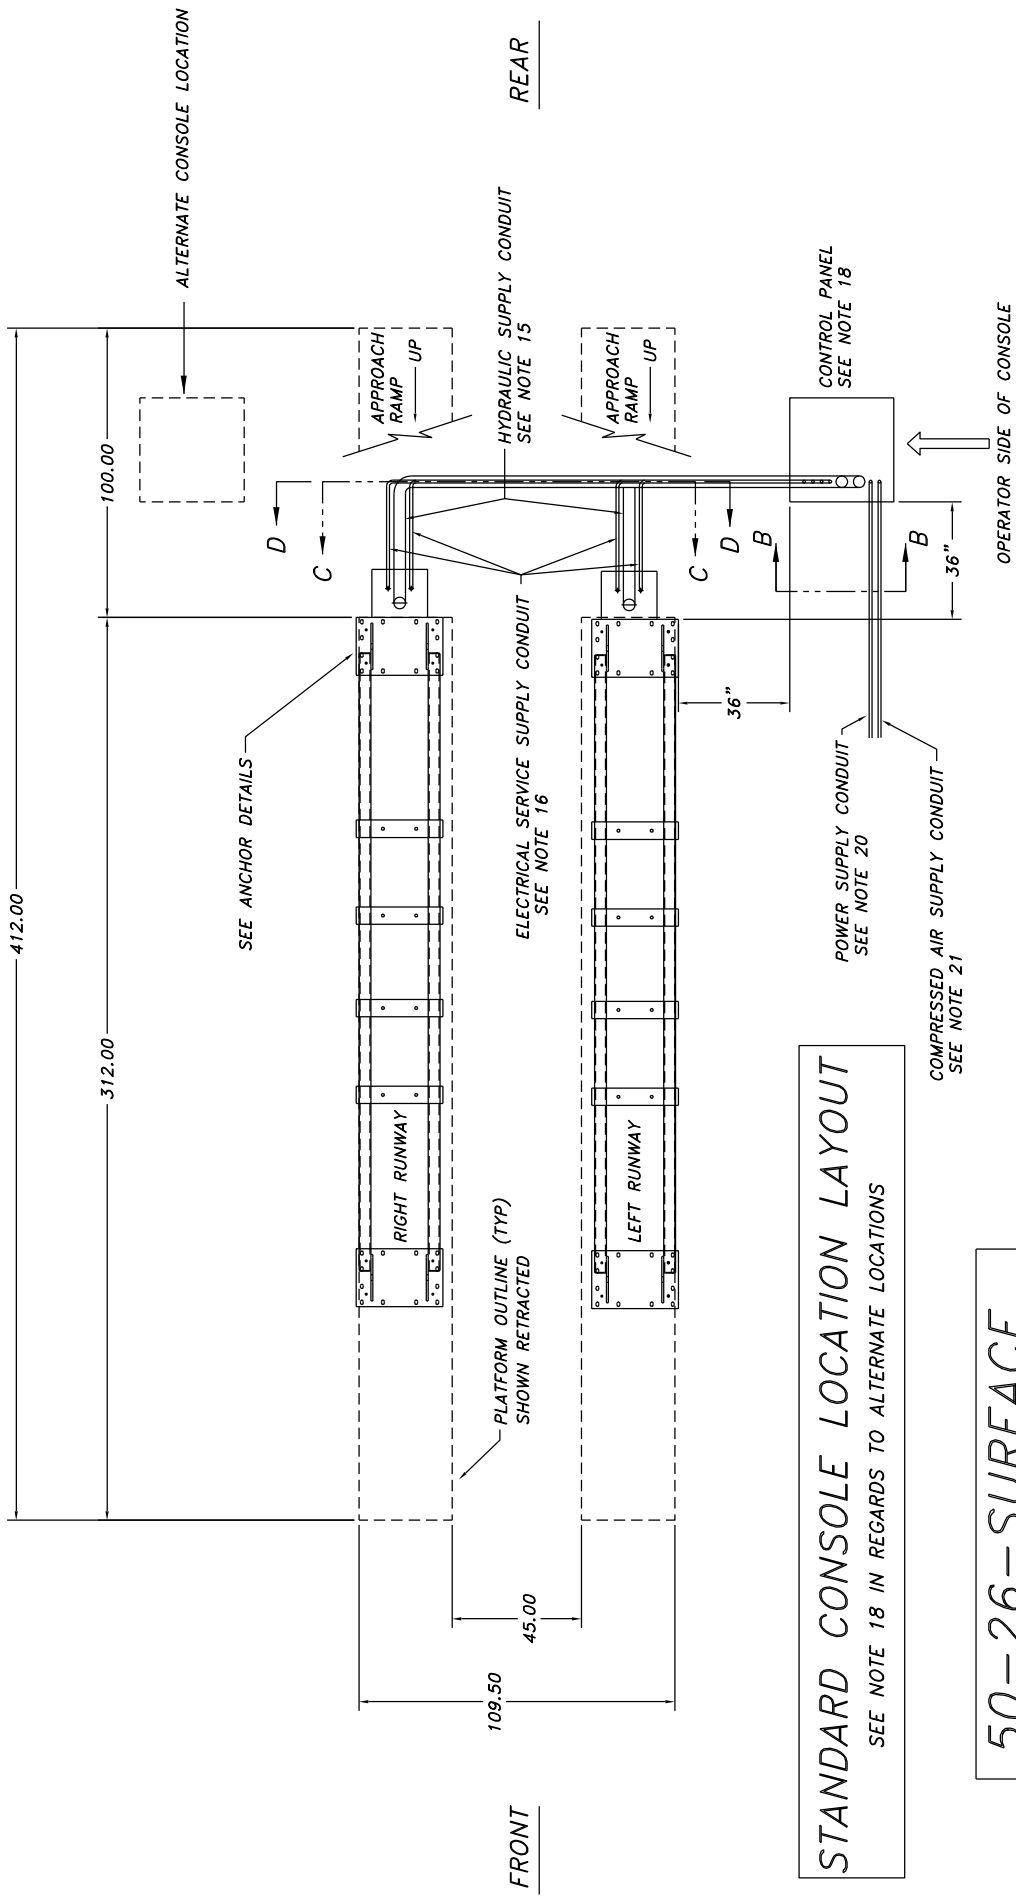 412.00
312.00
100.00
ALTERNATE CONSOLE LOCATION
SEE ANCHOR DETAILS
D
C
APPROACH
RAMP
UP
REAR
RIGHT RUNWAY
PLATFORM OUTLINE (TYP)
SHOWN RETRACTED
HYDRAULIC SUPPLY CONDUIT
SEE NOTE 15
ELECTRICAL SERVICE SUPPLY CONDUIT
SEE NOTE 16
FRONT
109.50
45.00
LEFT RUNWAY
APPROACH
RAMP
UP
C
D
B
B
36"
36"
CONTROL PANEL
SEE NOTE 18
POWER SUPPLY CONDUIT
SEE NOTE 20
COMPRESSED AIR SUPPLY CONDUIT
SEE NOTE 21
OPERATOR SIDE OF CONSOLE
STANDARD CONSOLE LOCATION LAYOUT
SEE NOTE 18 IN REGARDS TO ALTERNATE LOCATIONS
50-26-SURFACE